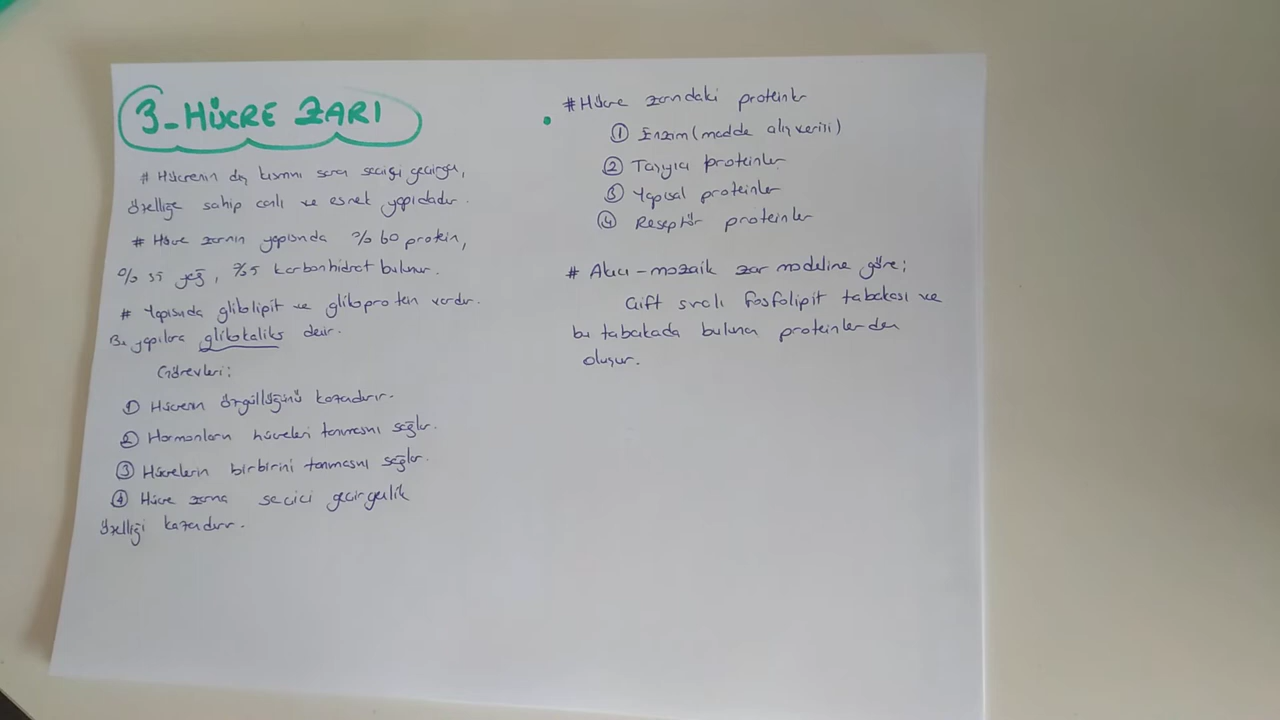 3-HÜCRE ZARI
# Hücrenin dış kısmını saran seçici geçirgen,
özelliğe sahip canlı ve esnek yapıdadır.
# Hücre zarının yapısında % 60 protein,
% 35 yağ, %5 karbonhidrat bulunur.
# Yapısında glikolipit ve glikoprotein vardır.
Bu yapılara glikokaliks denir.
Görevleri:
① Hücrenin özgüllüğünü kazandırır.
② Hormonların hücreleri tanımasını sağlar.
③ Hücrelerin birbirini tanımasını sağlar.
④ Hücre zarına seçici geçirgenlik
özelliği kazandırır.
# Hücre zarındaki proteinler
① Enzim (madde alış verişi)
② Taşıyıcı proteinler
③ Yapısal proteinler
④ Reseptör proteinler
# Akıcı-mozaik zar modeline göre;
Çift sıralı fosfolipit tabakası ve
bu tabakada bulunan proteinlerden
oluşur.